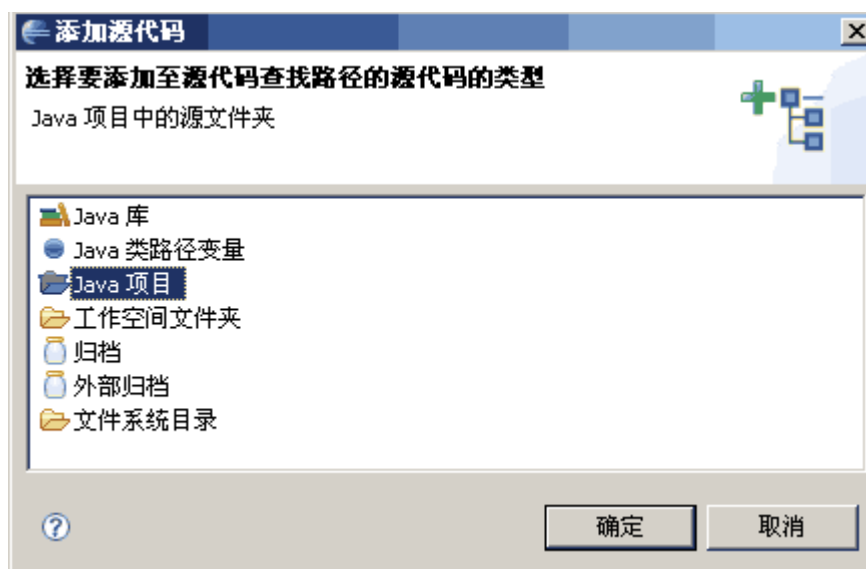 添加源代码
选择要添加至源代码查找路径的源代码的类型
Java 项目中的源文件夹
Java 库
Java 类路径变量
Java 项目
工作空间文件夹
归档
外部归档
文件系统目录
?
确定
取消